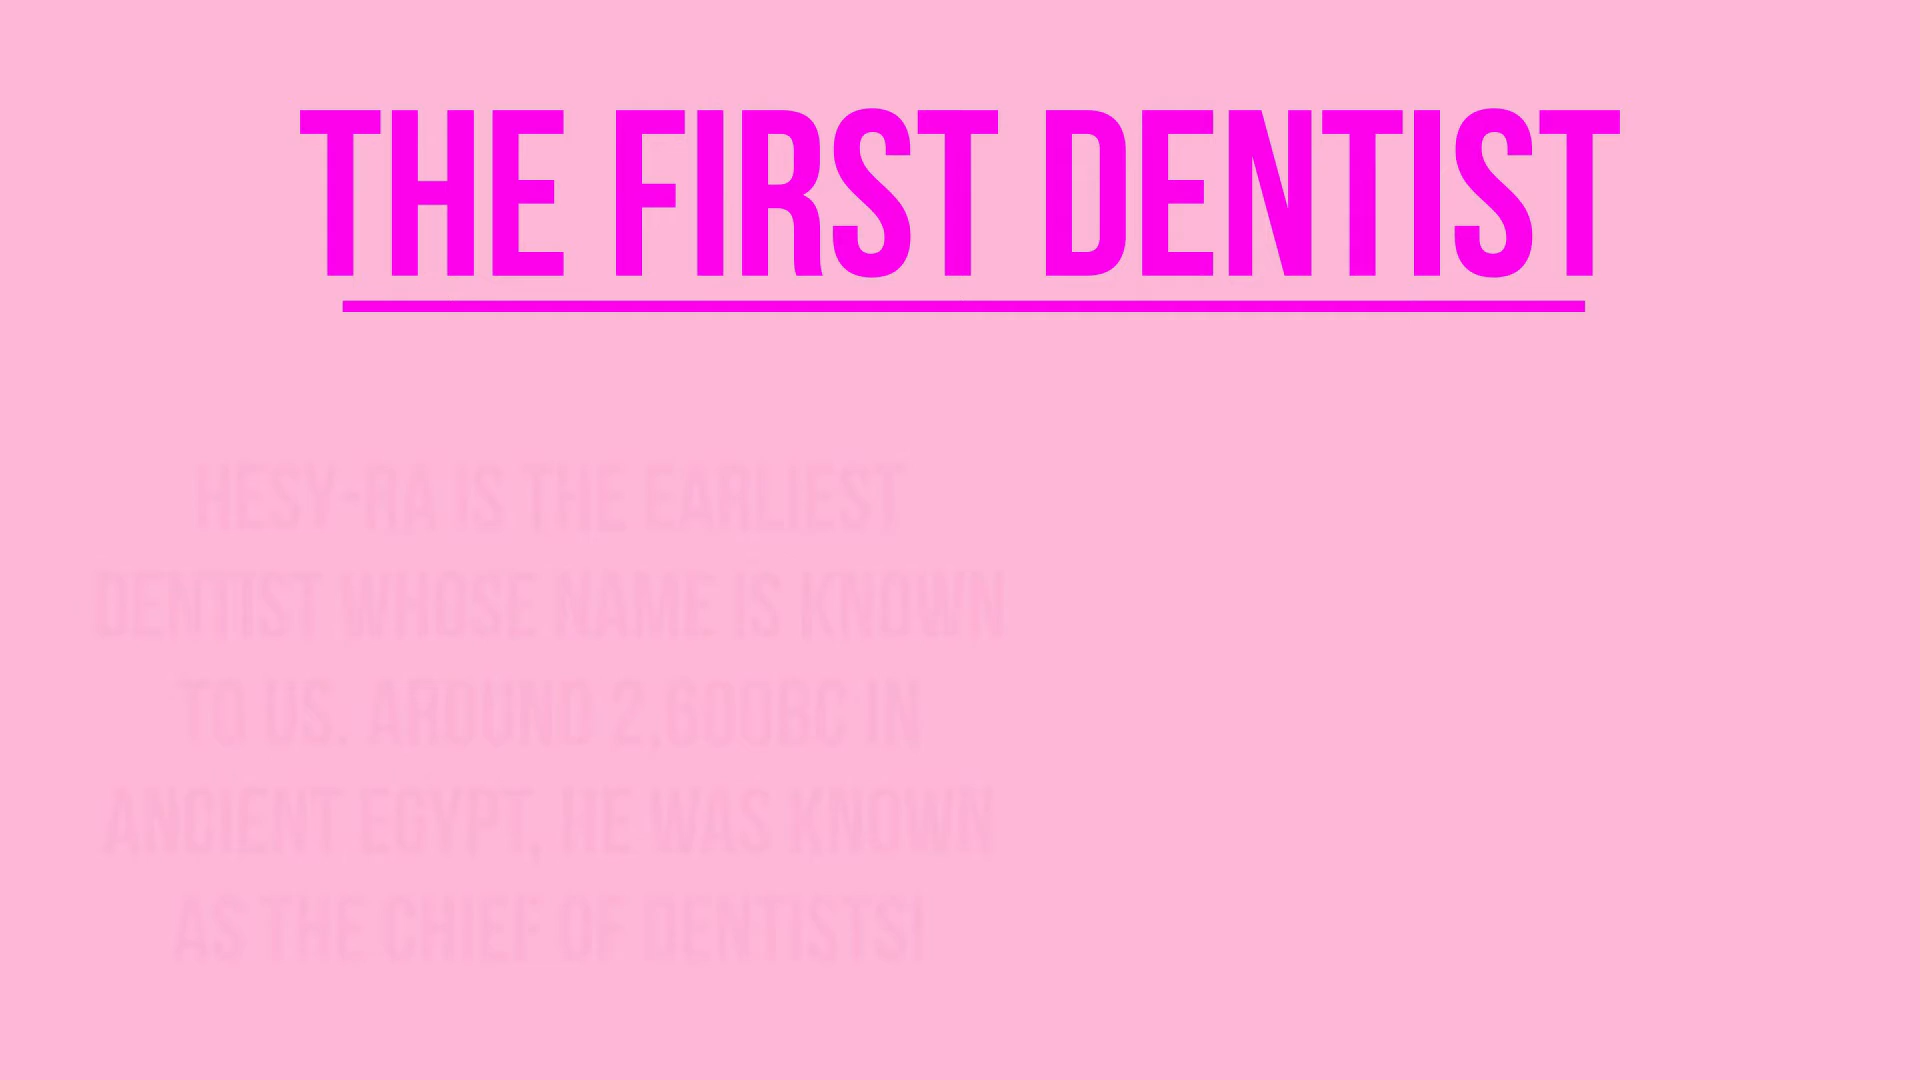 THE FIRST DENTIST
HESY-RA IS THE EARLIEST
DENTIST WHOSE NAME IS KNOWN
TO US. AROUND 2,600BC IN
ANCIENT EGYPT, HE WAS KNOWN
AS THE CHIEF OF DENTISTS!